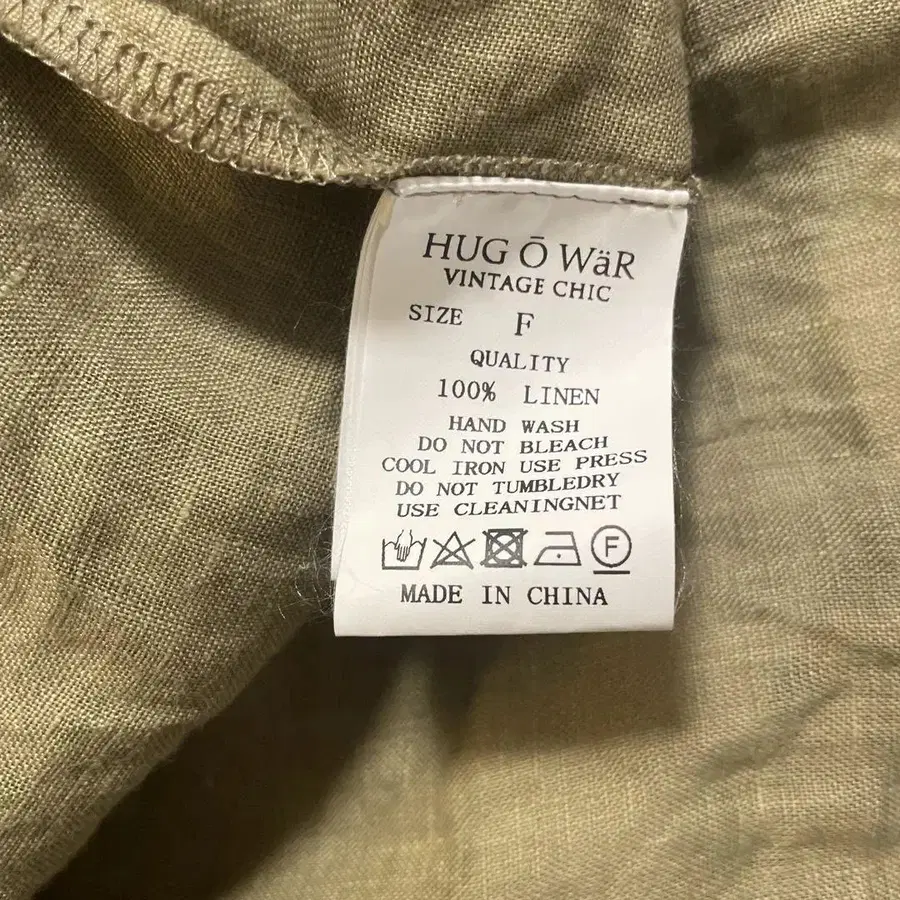 HUG Ō WäR
VINTAGE CHIC
SIZE F
QUALITY
100% LINEN
HAND WASH
DO NOT BLEACH
COOL IRON USE PRESS
DO NOT TUMBLEDRY
USE CLEANINGNET
F
MADE IN CHINA